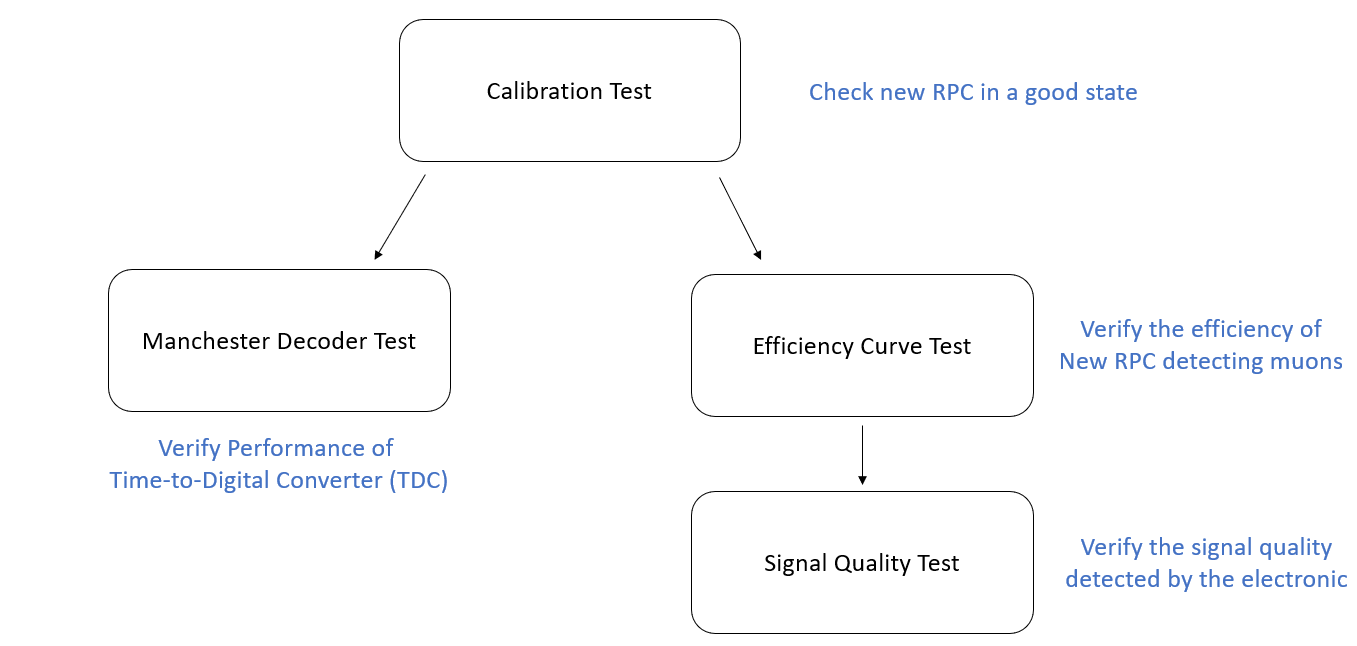 Calibration Test
Check new RPC in a good state
Manchester Decoder Test
Verify Performance of
Time-to-Digital Converter (TDC)
Efficiency Curve Test
Verify the efficiency of
New RPC detecting muons
Signal Quality Test
Verify the signal quality
detected by the electronic